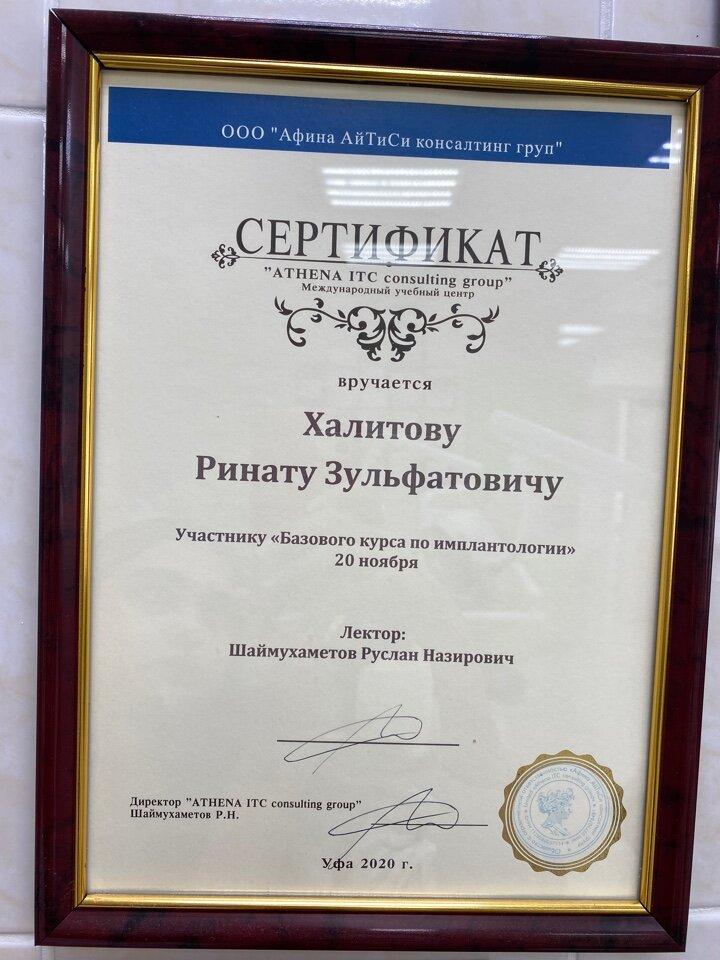 ООО "Афина АйТиСи консалтинг груп"
СЕРТИФИКАТ
"ATHENA ITC consulting group"
Международный учебный центр
вручается
Халитову
Ринату Зульфатовичу
Участнику «Базового курса по имплантологии»
20 ноября
Лектор:
Шаймухаметов Руслан Назирович
Директор "ATHENA ITC consulting group"
Шаймухаметов Р.Н.
Уфа 2020 г.